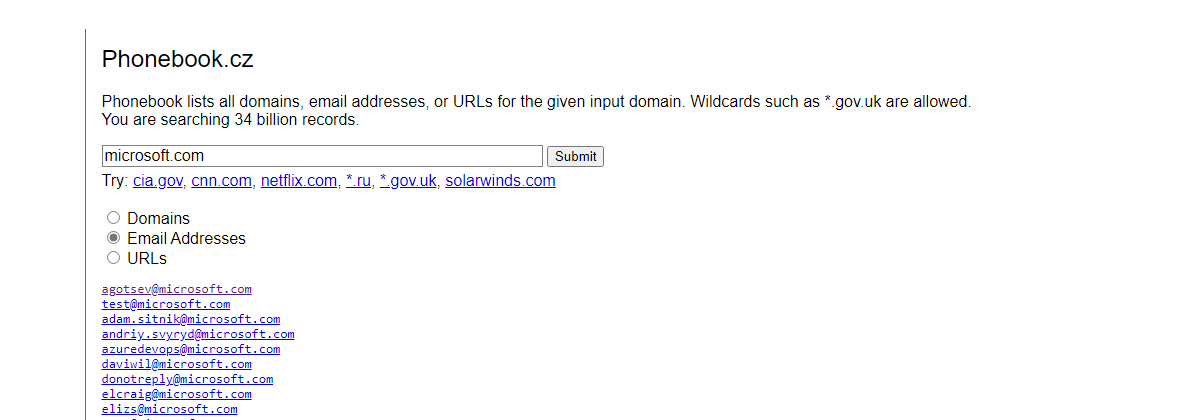 Phonebook.cz
Phonebook lists all domains, email addresses, or URLs for the given input domain. Wildcards such as *.gov.uk are allowed.
You are searching 34 billion records.
microsoft.com Submit
Try: cia.gov, cnn.com, netflix.com, *.ru, *.gov.uk, solarwinds.com
Domains
Email Addresses
URLs
agotsev@microsoft.com
test@microsoft.com
adam.sitnik@microsoft.com
andriy.svyryd@microsoft.com
azuredevops@microsoft.com
daviwil@microsoft.com
donotreply@microsoft.com
elcraig@microsoft.com
elizs@microsoft.com